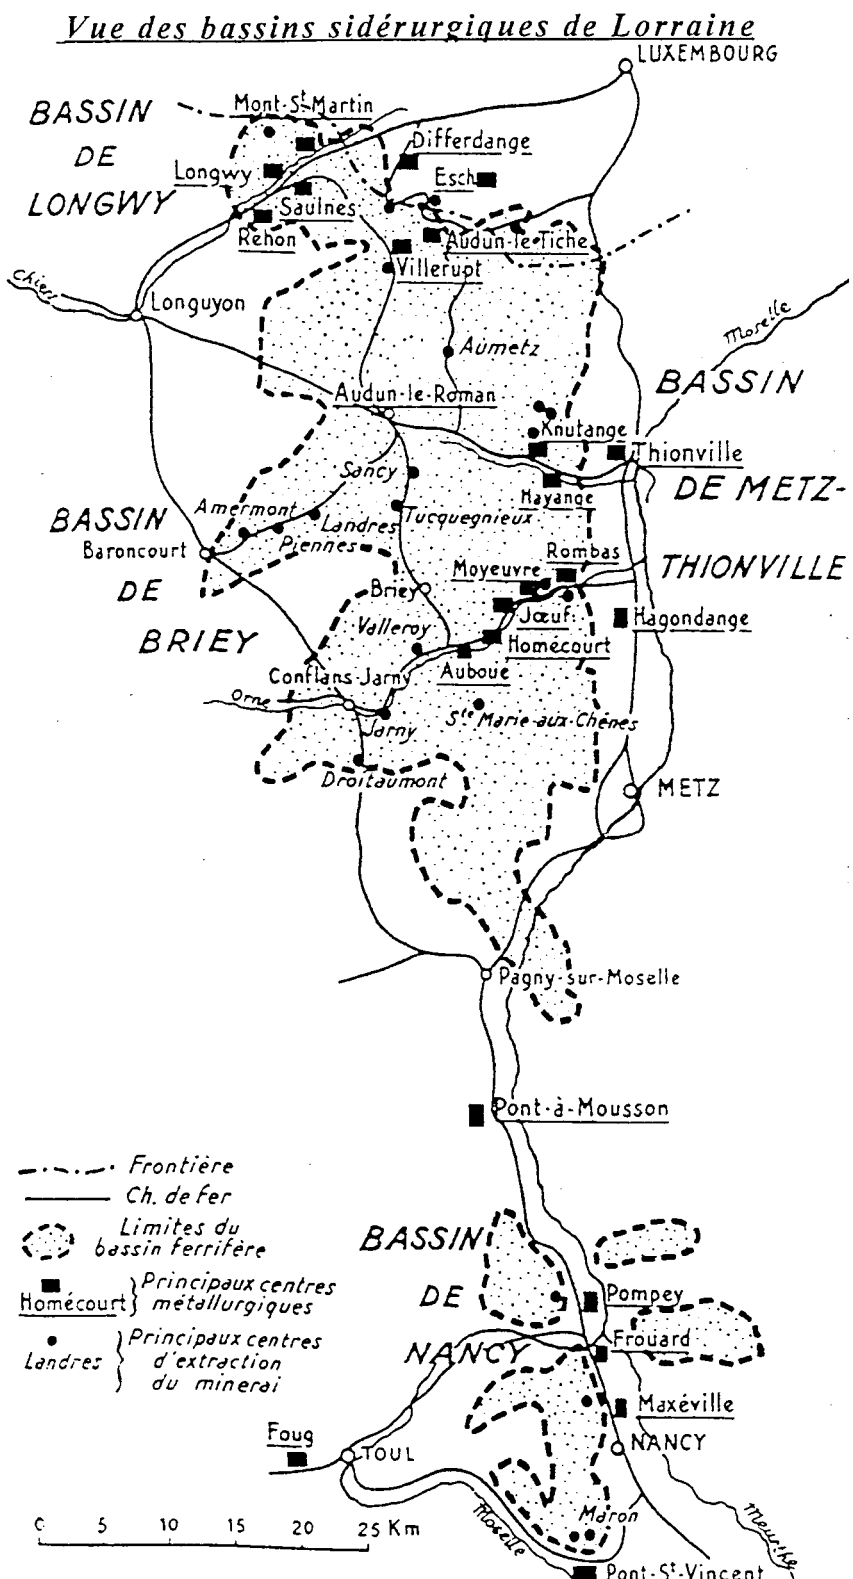 Vue des bassins sidérurgiques de Lorraine
LUXEMBOURG
BASSIN
DE
LONGWY
Mont-St Martin
Differdange
Longwy
Esch
Saulnes
Rehon
Audun-le-Tiche
Villerupt
Chiers
Longuyon
Moselle
Aumetz
BASSIN
DE METZ-
THIONVILLE
Audun-le-Roman
Knutange
Thionville
Sancy
Hayange
Amermont
Landres
Tucquegnieux
Piennes
BASSIN
DE
BRIEY
Baroncourt
Rombas
Moyeuvre
Briey
Jœuf
Hagondange
Valleroy
Homécourt
Auboue
Conflans-Jarny
Orne
Jarny
Ste Marie-aux-Chênes
Droitaumont
METZ
Pagny-sur-Moselle
Pont-à-Mousson
Frontière
Ch. de fer
Limites du
bassin ferrifère
Homécourt
Principaux centres
métallurgiques
Landres
Principaux centres
d'extraction
du minerai
BASSIN
DE
NANCY
Pompey
Frouard
Maxéville
Foug
TOUL
NANCY
Maron
Moselle
Meurthe
Pont-St-Vincent
0 5 10 15 20 25 Km